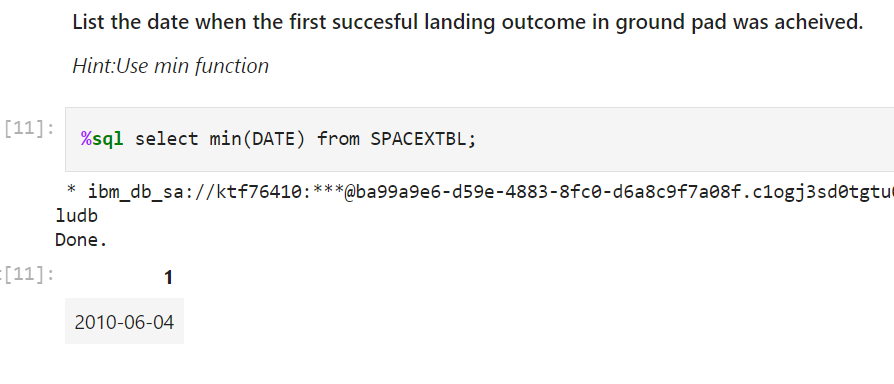 List the date when the first succesful landing outcome in ground pad was acheived.
Hint:Use min function
[11]: %sql select min(DATE) from SPACEXTBL;
* ibm_db_sa://ktf76410:***@ba99a9e6-d59e-4883-8fc0-d6a8c9f7a08f.c1ogj3sd0tgtu
ludb
Done.
[11]: 1
2010-06-04